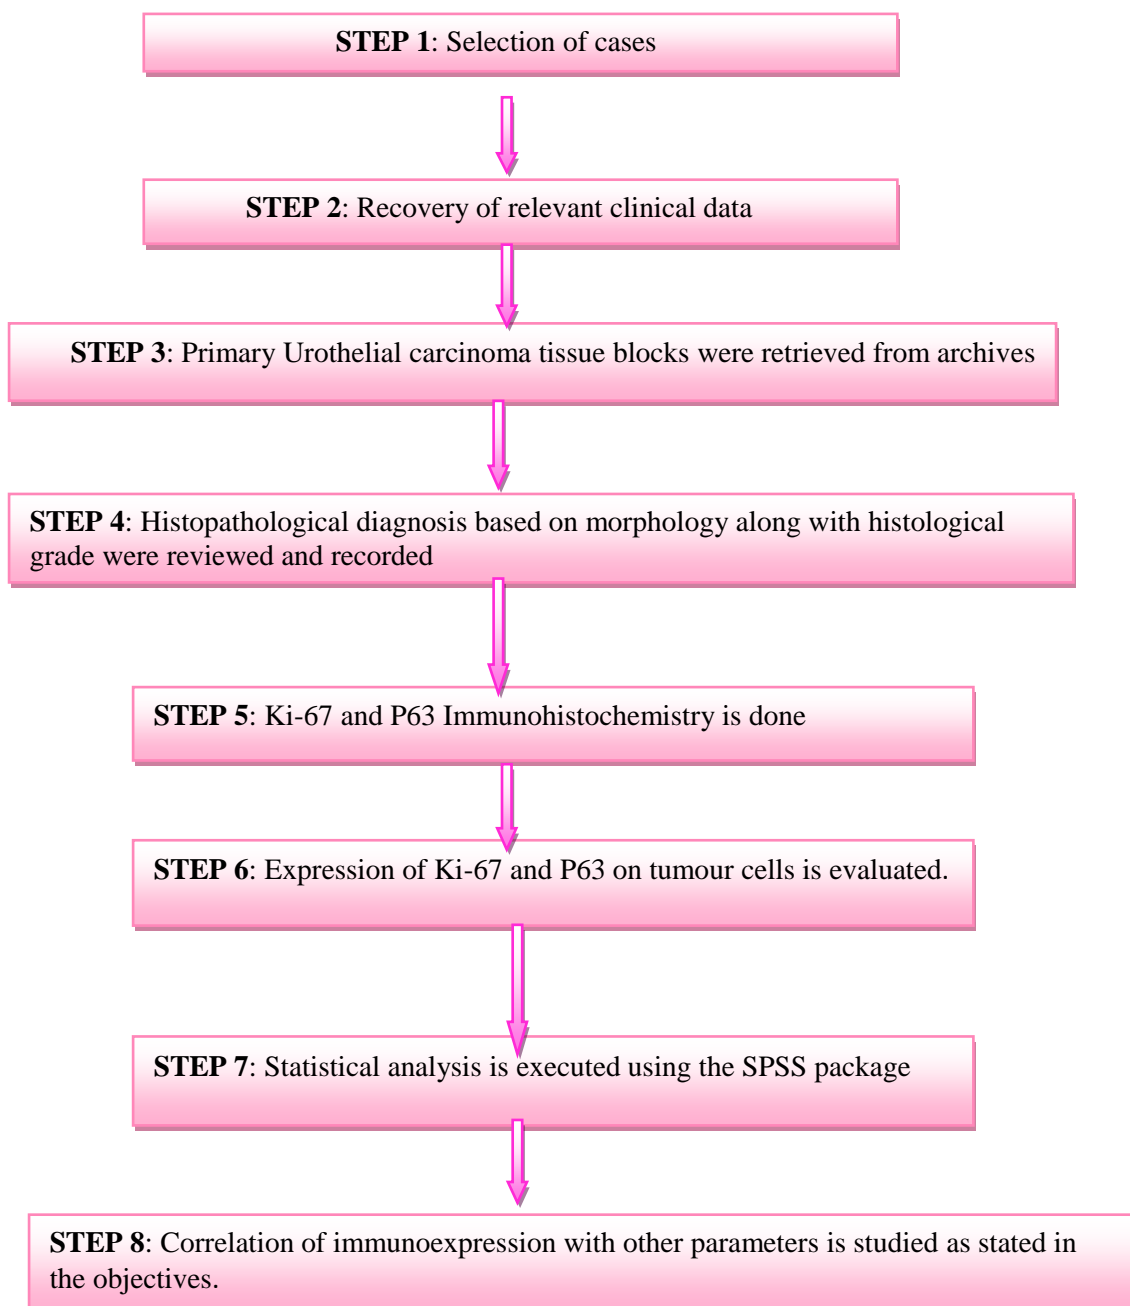 STEP 1: Selection of cases
STEP 2: Recovery of relevant clinical data
STEP 3: Primary Urothelial carcinoma tissue blocks were retrieved from archives
STEP 4: Histopathological diagnosis based on morphology along with histological
grade were reviewed and recorded
STEP 5: Ki-67 and P63 Immunohistochemistry is done
STEP 6: Expression of Ki-67 and P63 on tumour cells is evaluated.
STEP 7: Statistical analysis is executed using the SPSS package
STEP 8: Correlation of immunoexpression with other parameters is studied as stated in
the objectives.